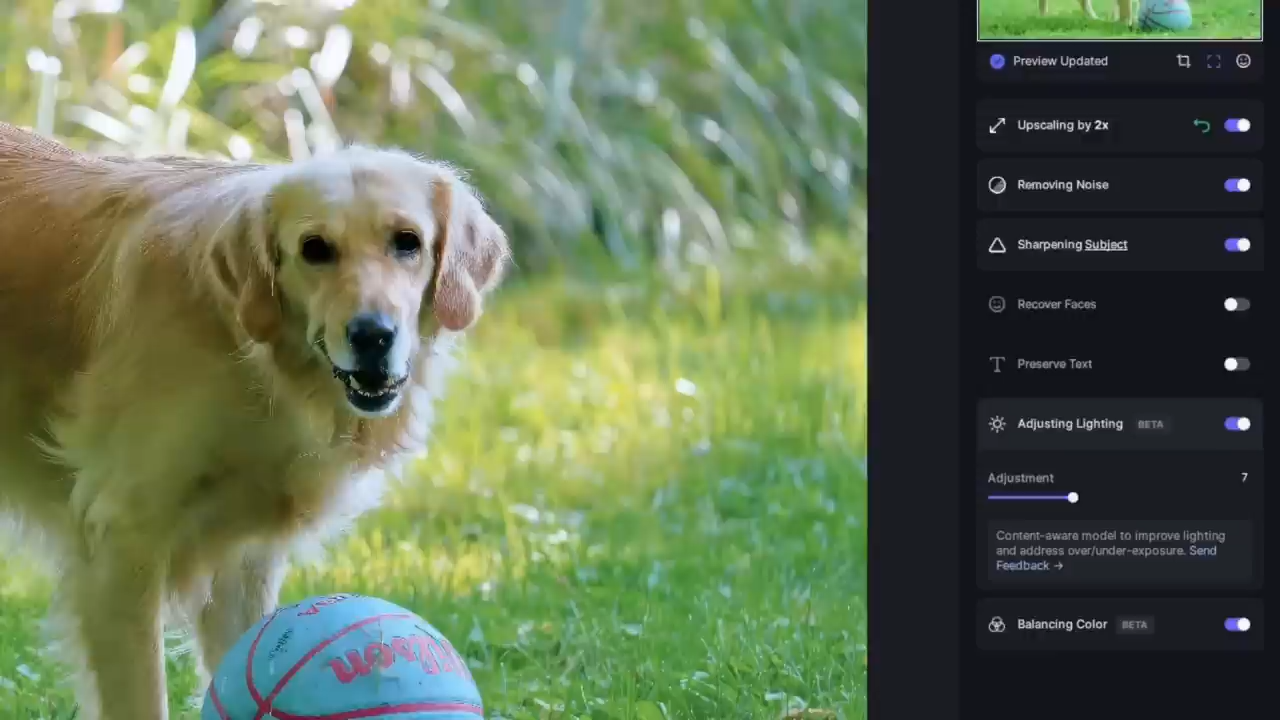 Preview Updated
Upscaling by 2x
Removing Noise
Sharpening Subject
Recover Faces
Preserve Text
Adjusting Lighting BETA
Adjustment 7
Content-aware model to improve lighting
and address over/under-exposure. Send
Feedback →
Balancing Color BETA
Wilson